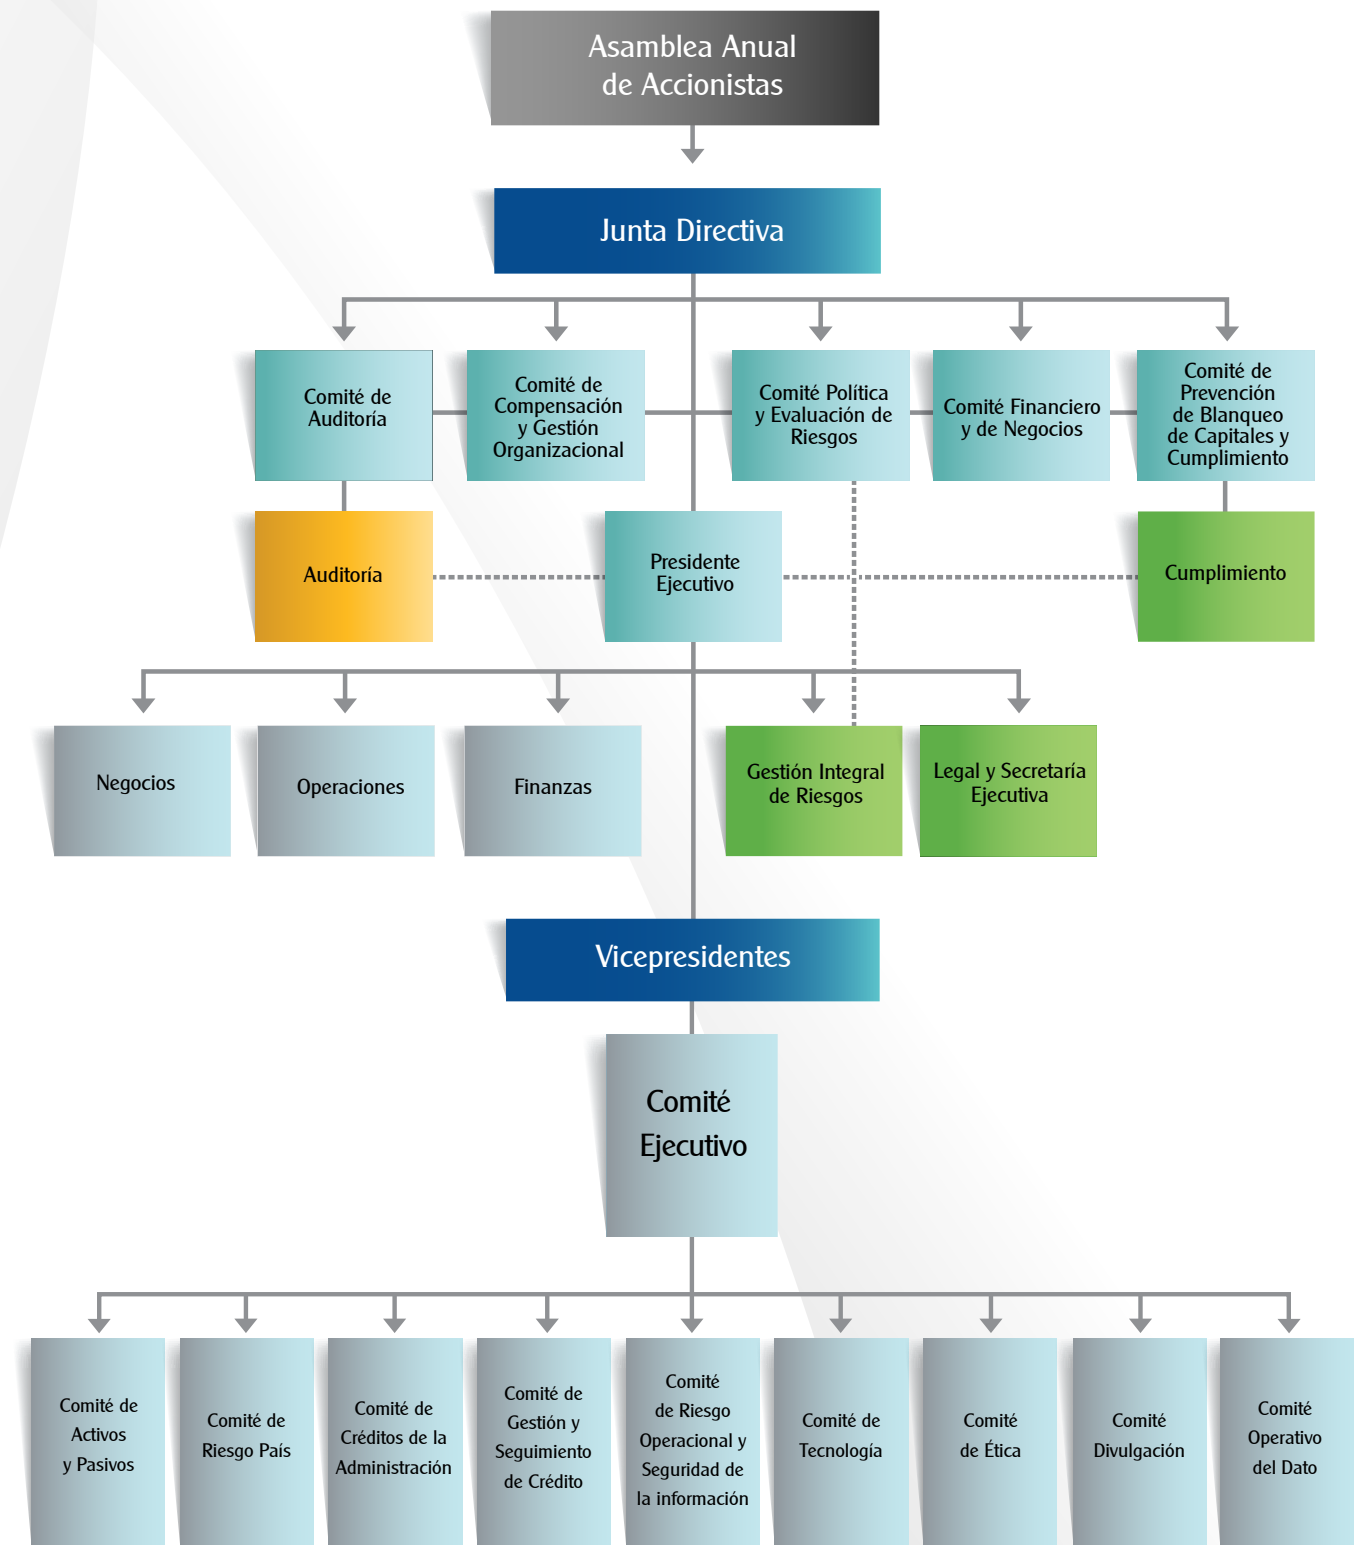 Asamblea Anual
de Accionistas
Junta Directiva
Comité de
Auditoría
Comité de
Compensación
y Gestión
Organizacional
Comité Política
y Evaluación de
Riesgos
Comité Financiero
y de Negocios
Comité de
Prevención
de Blanqueo
de Capitales y
Cumplimiento
Auditoría
Presidente
Ejecutivo
Cumplimiento
Negocios
Operaciones
Finanzas
Gestión Integral
de Riesgos
Legal y Secretaría
Ejecutiva
Vicepresidentes
Comité
Ejecutivo
Comité de
Activos
y Pasivos
Comité de
Riesgo País
Comité de
Créditos de la
Administración
Comité de
Gestión y
Seguimiento
de Crédito
Comité
de Riesgo
Operacional y
Seguridad de
la información
Comité de
Tecnología
Comité
de Ética
Comité
Divulgación
Comité
Operativo
del Dato